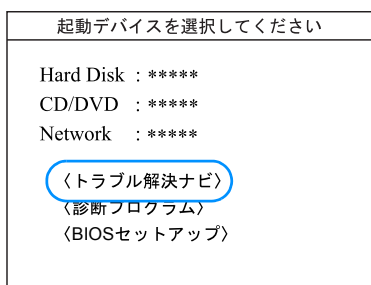 起動デバイスを選択してください
Hard Disk : *****
CD/DVD : *****
Network : *****
〈トラブル解決ナビ〉
〈診断プログラム〉
〈BIOSセットアップ〉